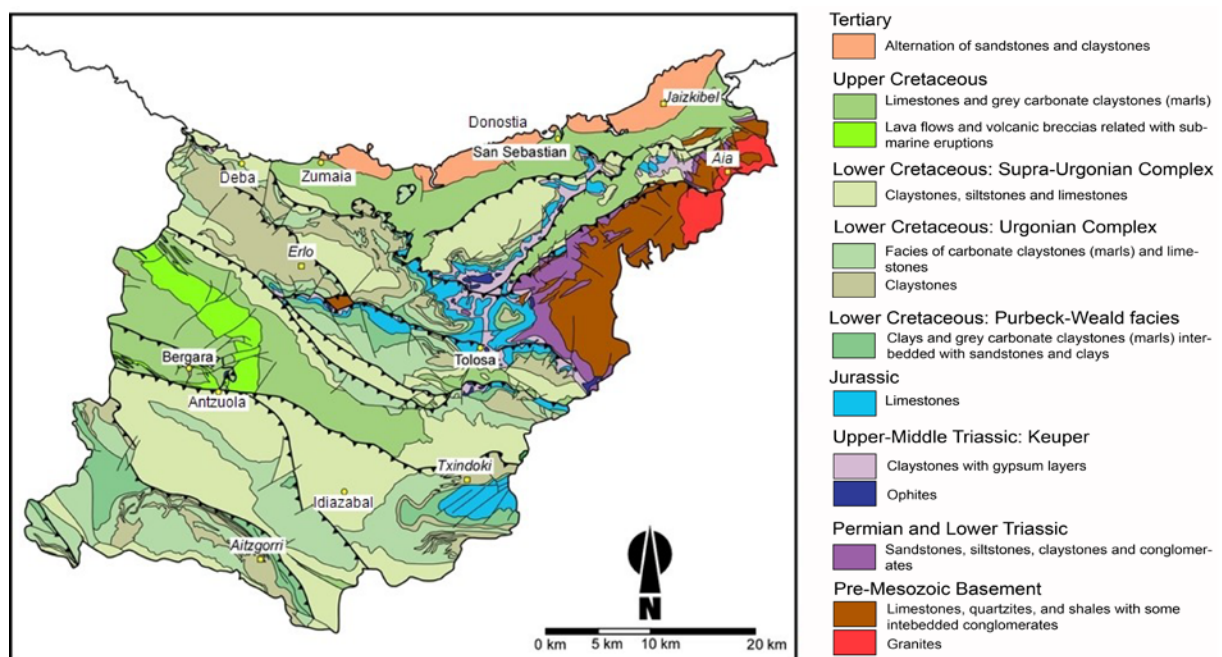 Jaizkibel
Donostia
San Sebastian
Aia
Deba
Zumaia
Erlo
Bergara
Tolosa
Antzuola
Txindoki
Idiazabal
Aitzgorri
N
0 km 5 km 10 km 20 km
Tertiary
Alternation of sandstones and claystones
Upper Cretaceous
Limestones and grey carbonate claystones (marls)
Lava flows and volcanic breccias related with sub-
marine eruptions
Lower Cretaceous: Supra-Urgonian Complex
Claystones, siltstones and limestones
Lower Cretaceous: Urgonian Complex
Facies of carbonate claystones (marls) and lime-
stones
Claystones
Lower Cretaceous: Purbeck-Weald facies
Clays and grey carbonate claystones (marls) inter-
bedded with sandstones and clays
Jurassic
Limestones
Upper-Middle Triassic: Keuper
Claystones with gypsum layers
Ophites
Permian and Lower Triassic
Sandstones, siltstones, claystones and conglomer-
ates
Pre-Mesozoic Basement
Limestones, quartzites, and shales with some
intebedded conglomerates
Granites